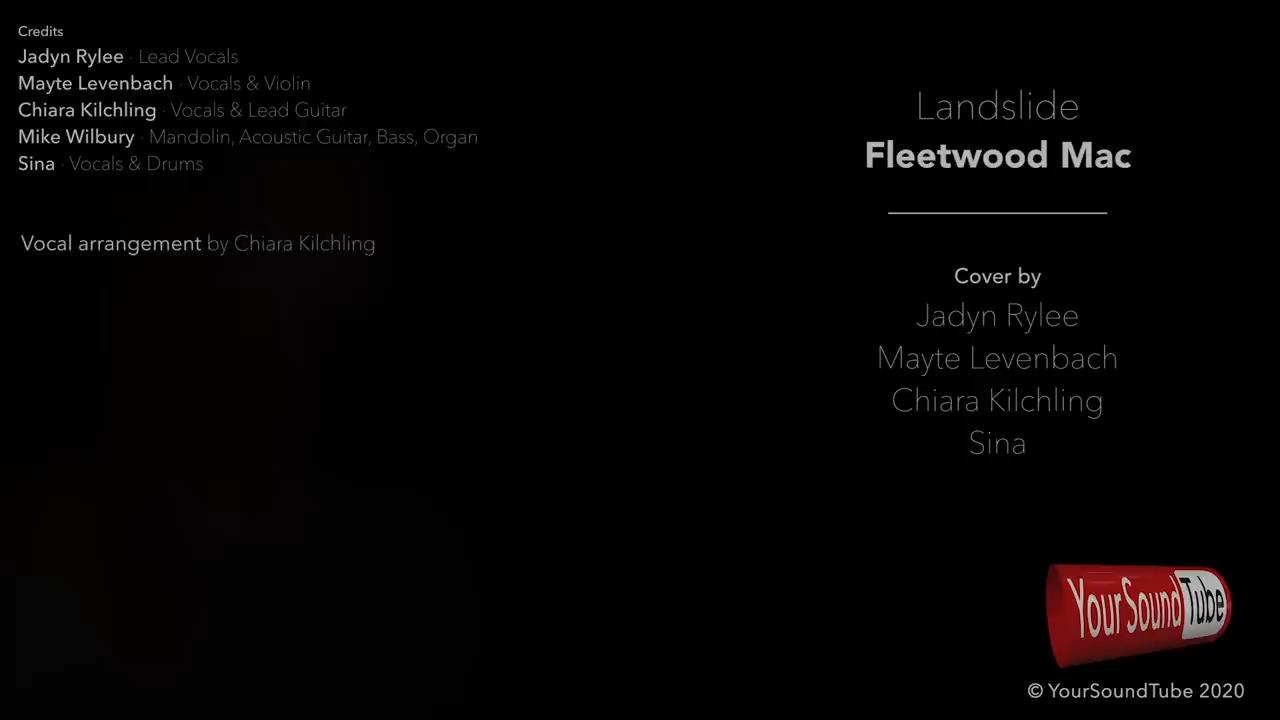 Credits
Jadyn Rylee · Lead Vocals
Mayte Levenbach · Vocals & Violin
Chiara Kilchling · Vocals & Lead Guitar
Mike Wilbury · Mandolin, Acoustic Guitar, Bass, Organ
Sina · Vocals & Drums
Vocal arrangement by Chiara Kilchling
Landslide
Fleetwood Mac
Cover by
Jadyn Rylee
Mayte Levenbach
Chiara Kilchling
Sina
YourSoundTube
© YourSoundTube 2020